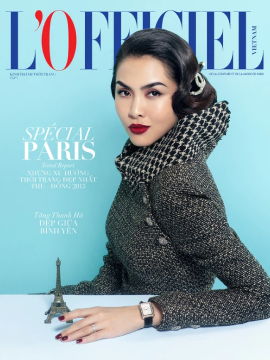 L'OFFICIEL
VIETNAM
SPÉCIAL
PARIS
Trend Report
NHỮNG XU HƯỚNG
THỜI TRANG ĐẸP NHẤT
THU - ĐÔNG 2015
Tăng Thanh Hà
ĐẸP GIỮA
BÌNH YÊN